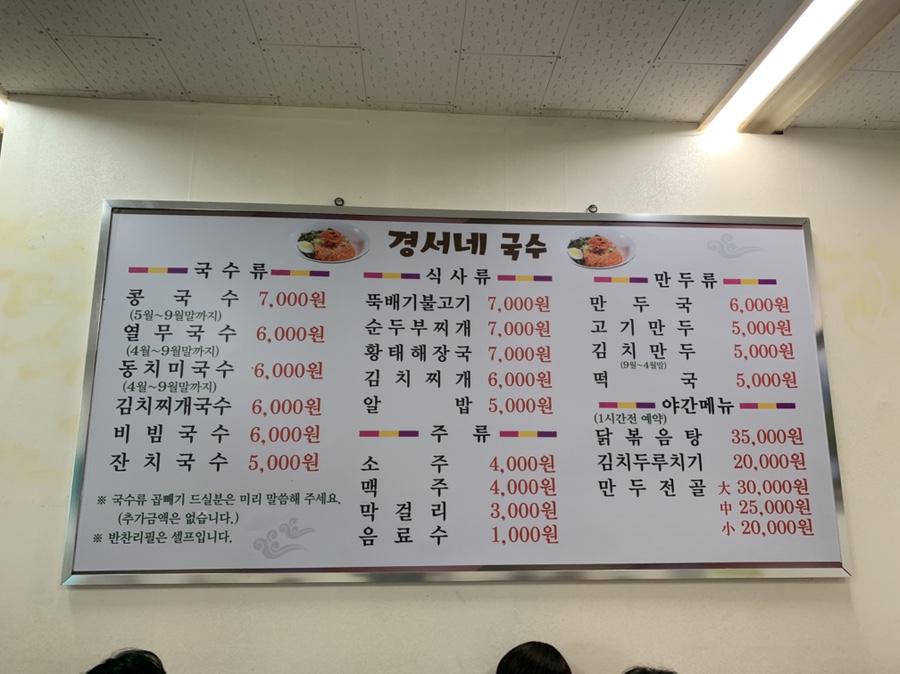 경서네 국수
국수류
콩국수 7,000원
(5월~9월말까지)
열무국수 6,000원
(4월~9월말까지)
동치미국수 6,000원
(4월~9월말까지)
김치찌개국수 6,000원
비빔국수 6,000원
잔치국수 5,000원
※ 국수류 곱빼기 드실분은 미리 말씀해 주세요.
(추가금액은 없습니다.)
※ 반찬리필은 셀프입니다.
식사류
뚝배기불고기 7,000원
순두부찌개 7,000원
황태해장국 7,000원
김치찌개 6,000원
알밥 5,000원
주류
소주 4,000원
맥주 4,000원
막걸리 3,000원
음료수 1,000원
만두류
만두국 6,000원
고기만두 5,000원
김치만두 5,000원
(9월~4월말)
떡국 5,000원
야간메뉴
(1시간전 예약)
닭볶음탕 35,000원
김치두루치기 20,000원
만두전골 大 30,000원
中 25,000원
小 20,000원